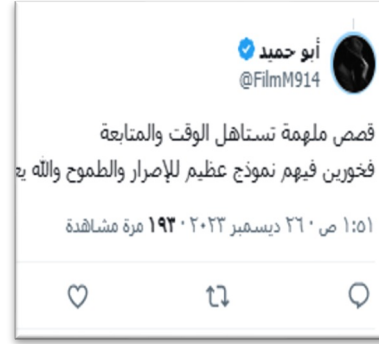 أبو حميد
@FilmM914
قصص ملهمة تستاهل الوقت والمتابعة
فخورين فيهم نموذج عظيم للإصرار والطموح والله
١:٥١ ص · ٢٦ ديسمبر ٢٠٢٣ · ١٩٣ مرة مشاهدة